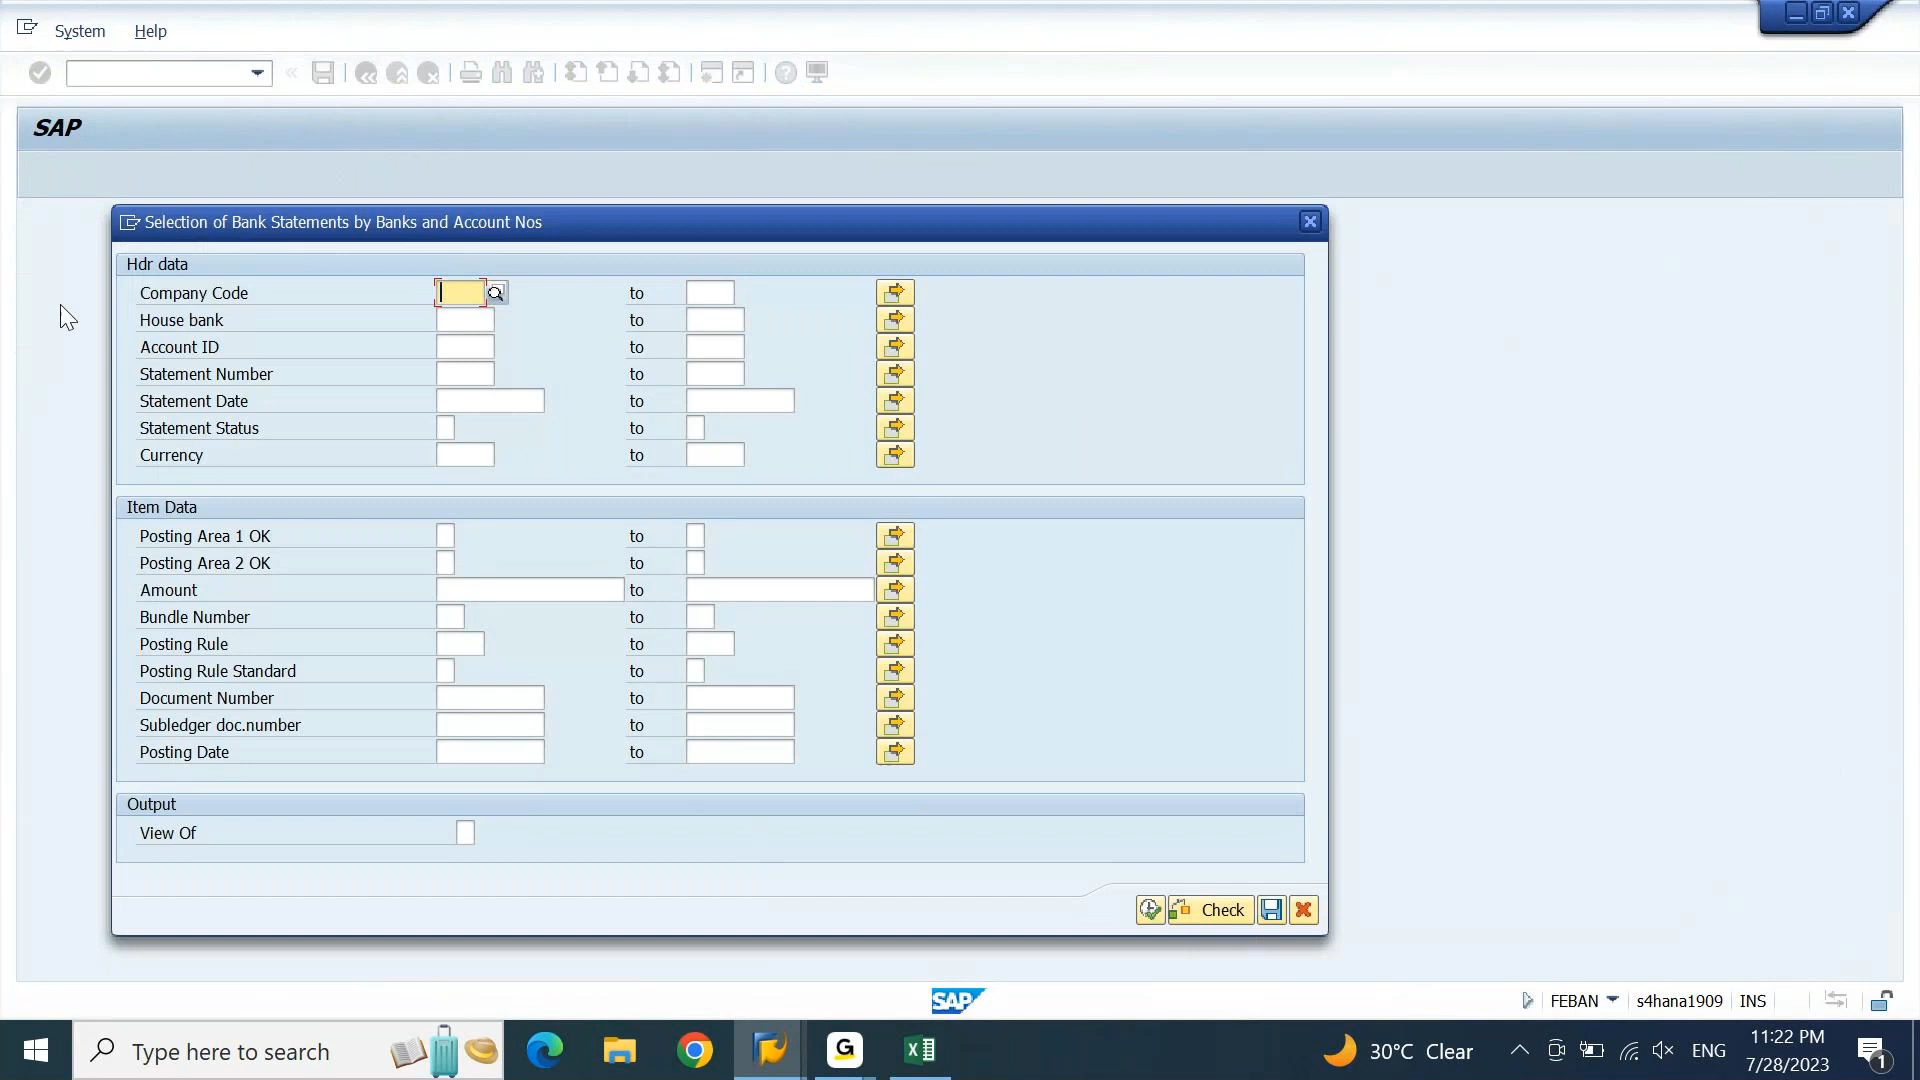 System Help
SAP
Selection of Bank Statements by Banks and Account Nos
Hdr data
Company Code to
House bank to
Account ID to
Statement Number to
Statement Date to
Statement Status to
Currency to
Item Data
Posting Area 1 OK to
Posting Area 2 OK to
Amount to
Bundle Number to
Posting Rule to
Posting Rule Standard to
Document Number to
Subledger doc.number to
Posting Date to
Output
View Of
Check
SAP FEBAN s4hana1909 INS
Type here to search 30°C Clear ENG 11:22 PM
7/28/2023 1